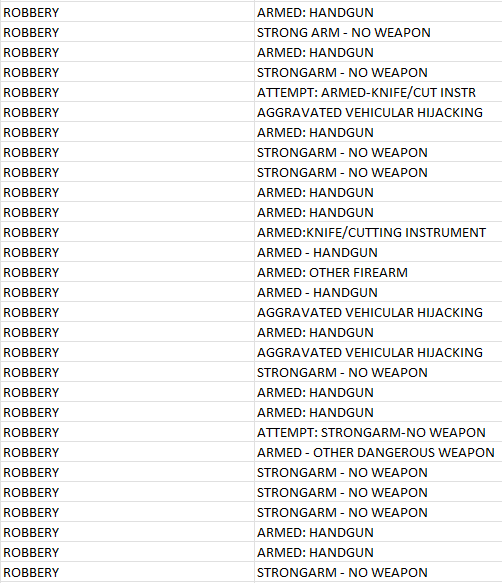 ROBBERY ARMED: HANDGUN
ROBBERY STRONG ARM - NO WEAPON
ROBBERY ARMED: HANDGUN
ROBBERY STRONGARM - NO WEAPON
ROBBERY ATTEMPT: ARMED-KNIFE/CUT INSTR
ROBBERY AGGRAVATED VEHICULAR HIJACKING
ROBBERY ARMED: HANDGUN
ROBBERY STRONGARM - NO WEAPON
ROBBERY STRONGARM - NO WEAPON
ROBBERY ARMED: HANDGUN
ROBBERY ARMED: HANDGUN
ROBBERY ARMED:KNIFE/CUTTING INSTRUMENT
ROBBERY ARMED - HANDGUN
ROBBERY ARMED: OTHER FIREARM
ROBBERY ARMED - HANDGUN
ROBBERY AGGRAVATED VEHICULAR HIJACKING
ROBBERY ARMED: HANDGUN
ROBBERY AGGRAVATED VEHICULAR HIJACKING
ROBBERY STRONGARM - NO WEAPON
ROBBERY ARMED: HANDGUN
ROBBERY ARMED: HANDGUN
ROBBERY ATTEMPT: STRONGARM-NO WEAPON
ROBBERY ARMED - OTHER DANGEROUS WEAPON
ROBBERY STRONGARM - NO WEAPON
ROBBERY STRONGARM - NO WEAPON
ROBBERY STRONGARM - NO WEAPON
ROBBERY ARMED: HANDGUN
ROBBERY ARMED: HANDGUN
ROBBERY STRONGARM - NO WEAPON